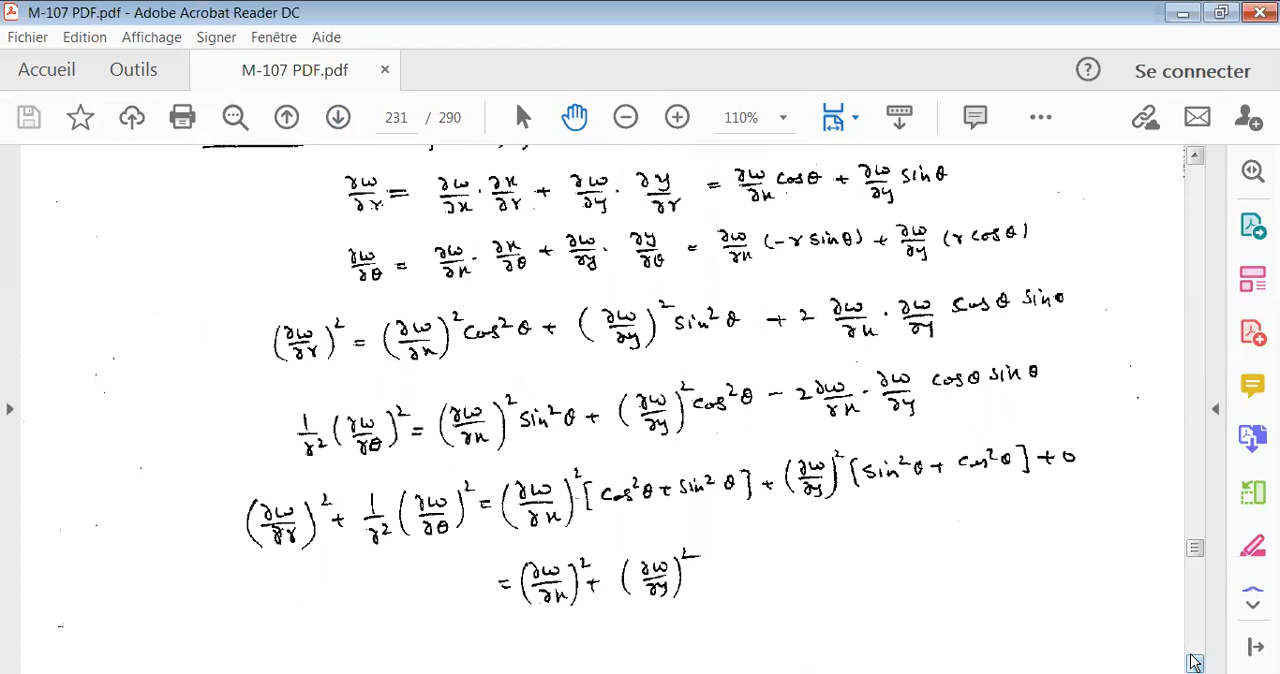 M-107 PDF.pdf - Adobe Acrobat Reader DC
Fichier Edition Affichage Signer Fenêtre Aide
Accueil Outils M-107 PDF.pdf × Se connecter
231 / 290 110%
∂w/∂r = ∂w/∂x · ∂x/∂r + ∂w/∂y · ∂y/∂r = ∂w/∂x cosθ + ∂w/∂y sinθ
∂w/∂θ = ∂w/∂x · ∂x/∂θ + ∂w/∂y · ∂y/∂θ = ∂w/∂x (-r sinθ) + ∂w/∂y (r cosθ)
(∂w/∂r)² = (∂w/∂x)² cos²θ + (∂w/∂y)² sin²θ + 2 ∂w/∂x · ∂w/∂y cosθ sinθ
1/r² (∂w/∂θ)² = (∂w/∂x)² sin²θ + (∂w/∂y)² cos²θ - 2 ∂w/∂x · ∂w/∂y cosθ sinθ
(∂w/∂r)² + 1/r² (∂w/∂θ)² = (∂w/∂x)² [cos²θ + sin²θ] + (∂w/∂y)² [sin²θ + cos²θ] + 0
= (∂w/∂x)² + (∂w/∂y)²